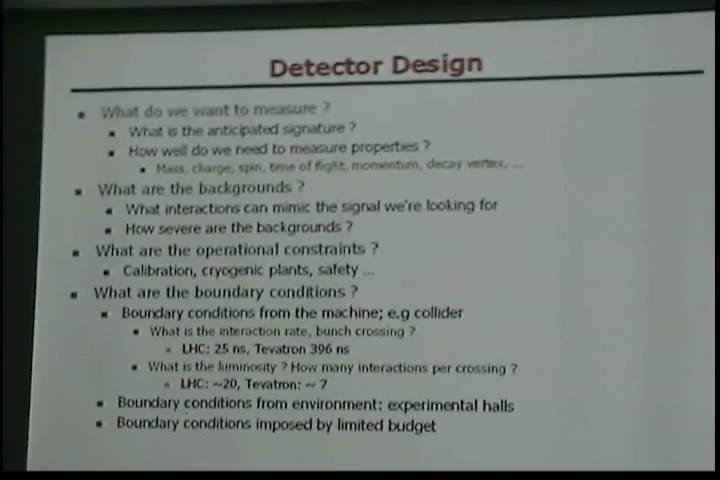 Detector Design
What do we want to measure ?
What is the anticipated signature ?
How well do we need to measure properties ?
Mass, charge, spin, time of flight, momentum, decay vertex, ...
What are the backgrounds ?
What interactions can mimic the signal we're looking for
How severe are the backgrounds ?
What are the operational constraints ?
Calibration, cryogenic plants, safety ...
What are the boundary conditions ?
Boundary conditions from the machine; e.g collider
What is the interaction rate, bunch crossing ?
LHC: 25 ns, Tevatron 396 ns
What is the luminosity ? How many interactions per crossing ?
LHC: ~20, Tevatron: ~ 7
Boundary conditions from environment: experimental halls
Boundary conditions imposed by limited budget